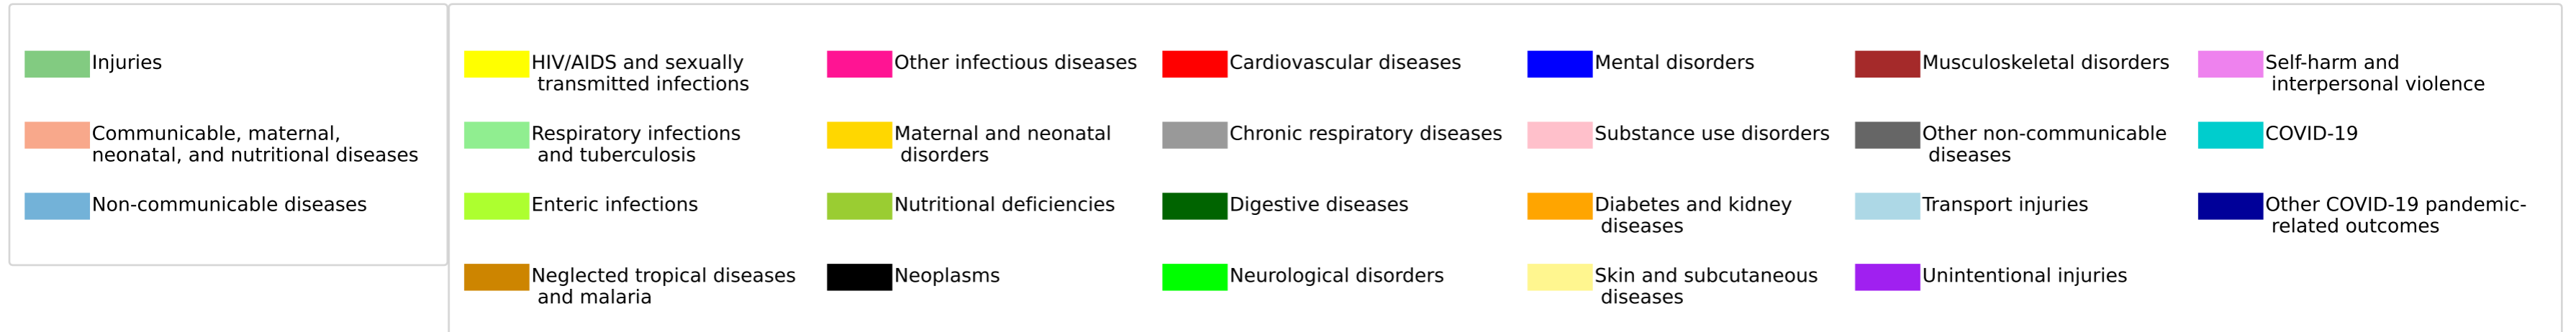 Injuries
Communicable, maternal,
neonatal, and nutritional diseases
Non-communicable diseases
HIV/AIDS and sexually
transmitted infections
Respiratory infections
and tuberculosis
Enteric infections
Neglected tropical diseases
and malaria
Other infectious diseases
Maternal and neonatal
disorders
Nutritional deficiencies
Neoplasms
Cardiovascular diseases
Chronic respiratory diseases
Digestive diseases
Neurological disorders
Mental disorders
Substance use disorders
Diabetes and kidney
diseases
Skin and subcutaneous
diseases
Musculoskeletal disorders
Other non-communicable
diseases
Transport injuries
Unintentional injuries
Self-harm and
interpersonal violence
COVID-19
Other COVID-19 pandemic-
related outcomes